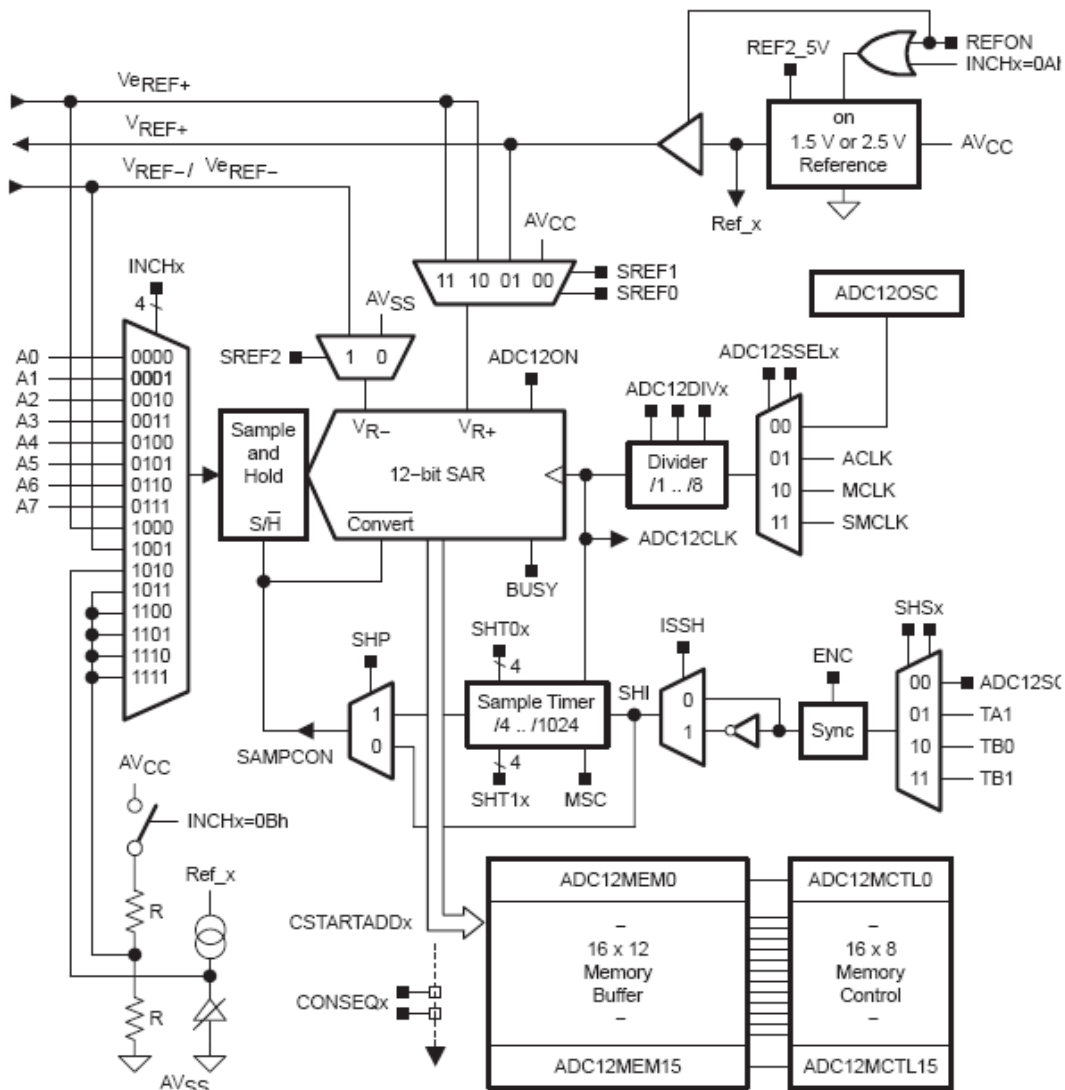 REFON
REF2_5V
INCHx=0Ah
VeREF+
on
1.5 V or 2.5 V
Reference
AVCC
VREF+
VREF−/ VeREF−
Ref_x
AVCC
INCHx
4
11 10 01 00
SREF1
SREF0
ADC12OSC
AVSS
SREF2
1 0
ADC12ON
ADC12SSELx
ADC12DIVx
A0
A1
A2
A3
A4
A5
A6
A7
0000
0001
0010
0011
0100
0101
0110
0111
1000
1001
1010
1011
1100
1101
1110
1111
Sample
and
Hold
S/H
VR−
VR+
12−bit SAR
Convert
Divider
/1 .. /8
00
01
10
11
ACLK
MCLK
SMCLK
ADC12CLK
BUSY
SHP
SHT0x
4
ISSH
ENC
SHSx
1
0
Sample Timer
/4 .. /1024
SHI
0
1
Sync
00
01
10
11
ADC12SC
TA1
TB0
TB1
SAMPCON
4
SHT1x
MSC
AVCC
INCHx=0Bh
Ref_x
R
R
AVSS
CSTARTADDx
CONSEQx
ADC12MEM0
–
16 x 12
Memory
Buffer
–
ADC12MEM15
ADC12MCTL0
–
16 x 8
Memory
Control
–
ADC12MCTL15